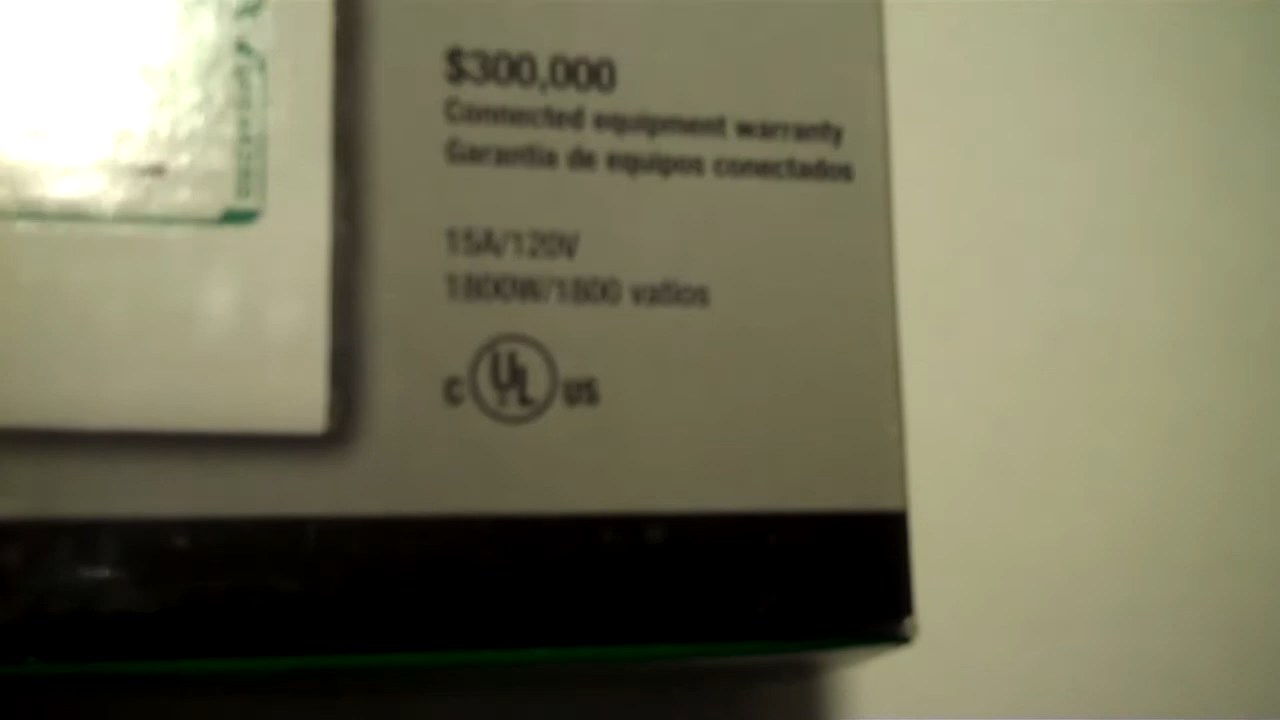 $300,000
Connected equipment warranty
Garantía de equipos conectados
15A/120V
1800W/1800 vatios
C UL US